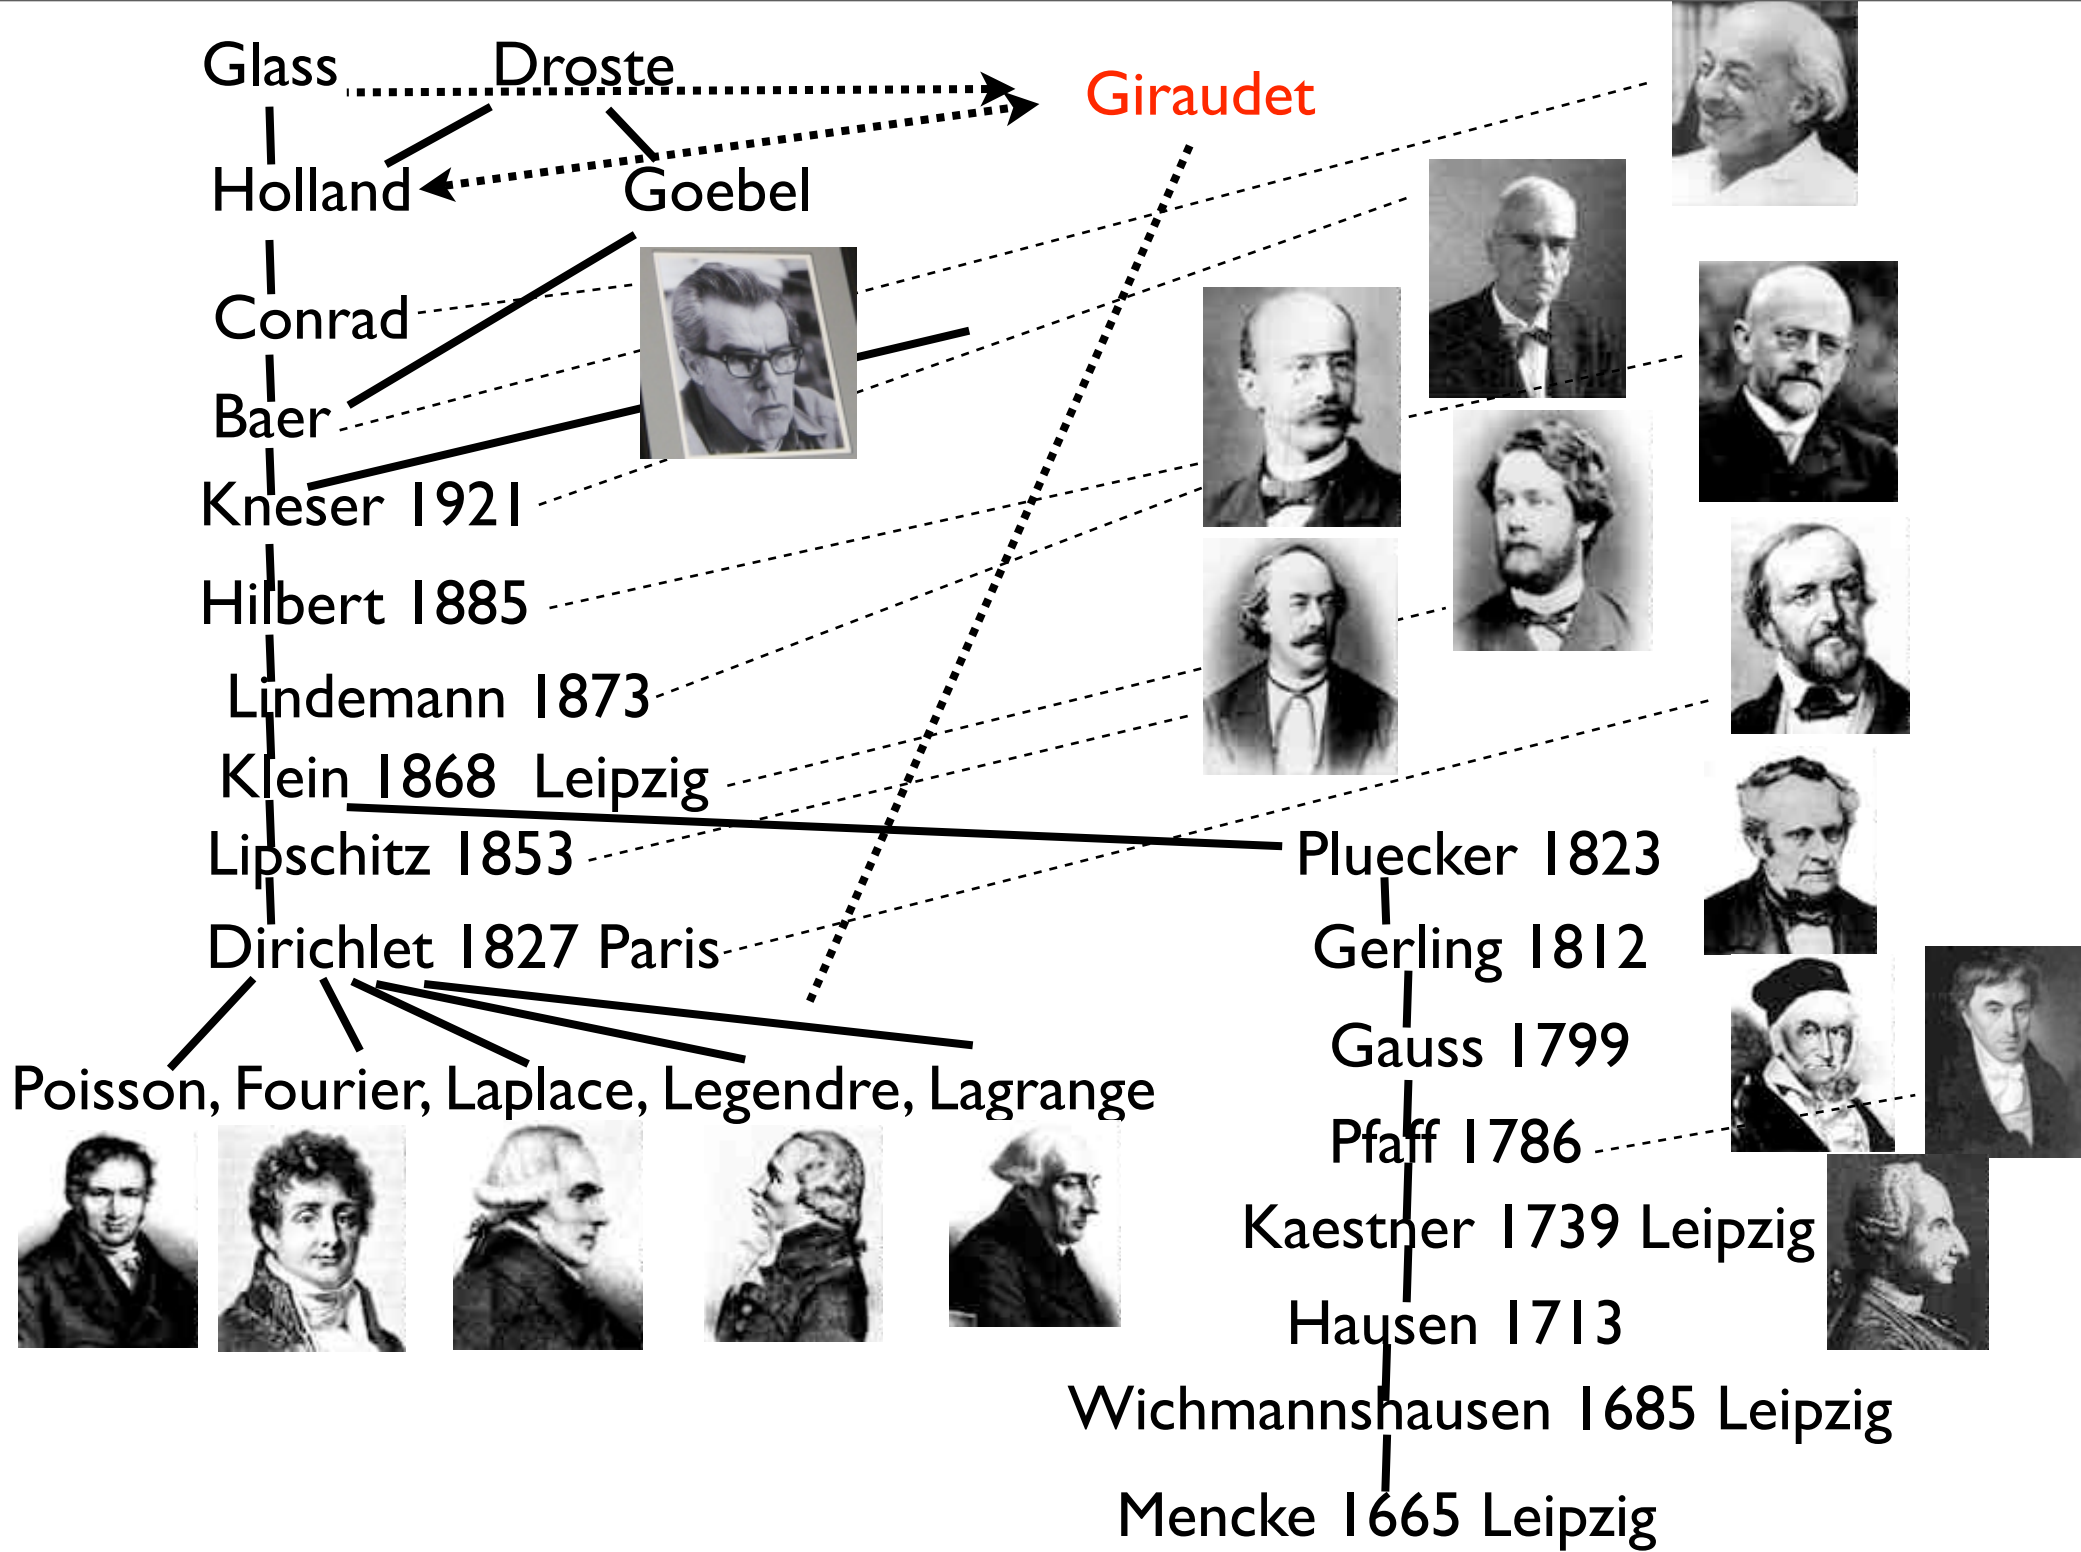 Glass Droste
Giraudet
Holland Goebel
Conrad
Baer
Kneser 1921
Hilbert 1885
Lindemann 1873
Klein 1868 Leipzig
Lipschitz 1853
Pluecker 1823
Dirichlet 1827 Paris
Gerling 1812
Gauss 1799
Poisson, Fourier, Laplace, Legendre, Lagrange
Pfaff 1786
Kaestner 1739 Leipzig
Hausen 1713
Wichmannshausen 1685 Leipzig
Mencke 1665 Leipzig